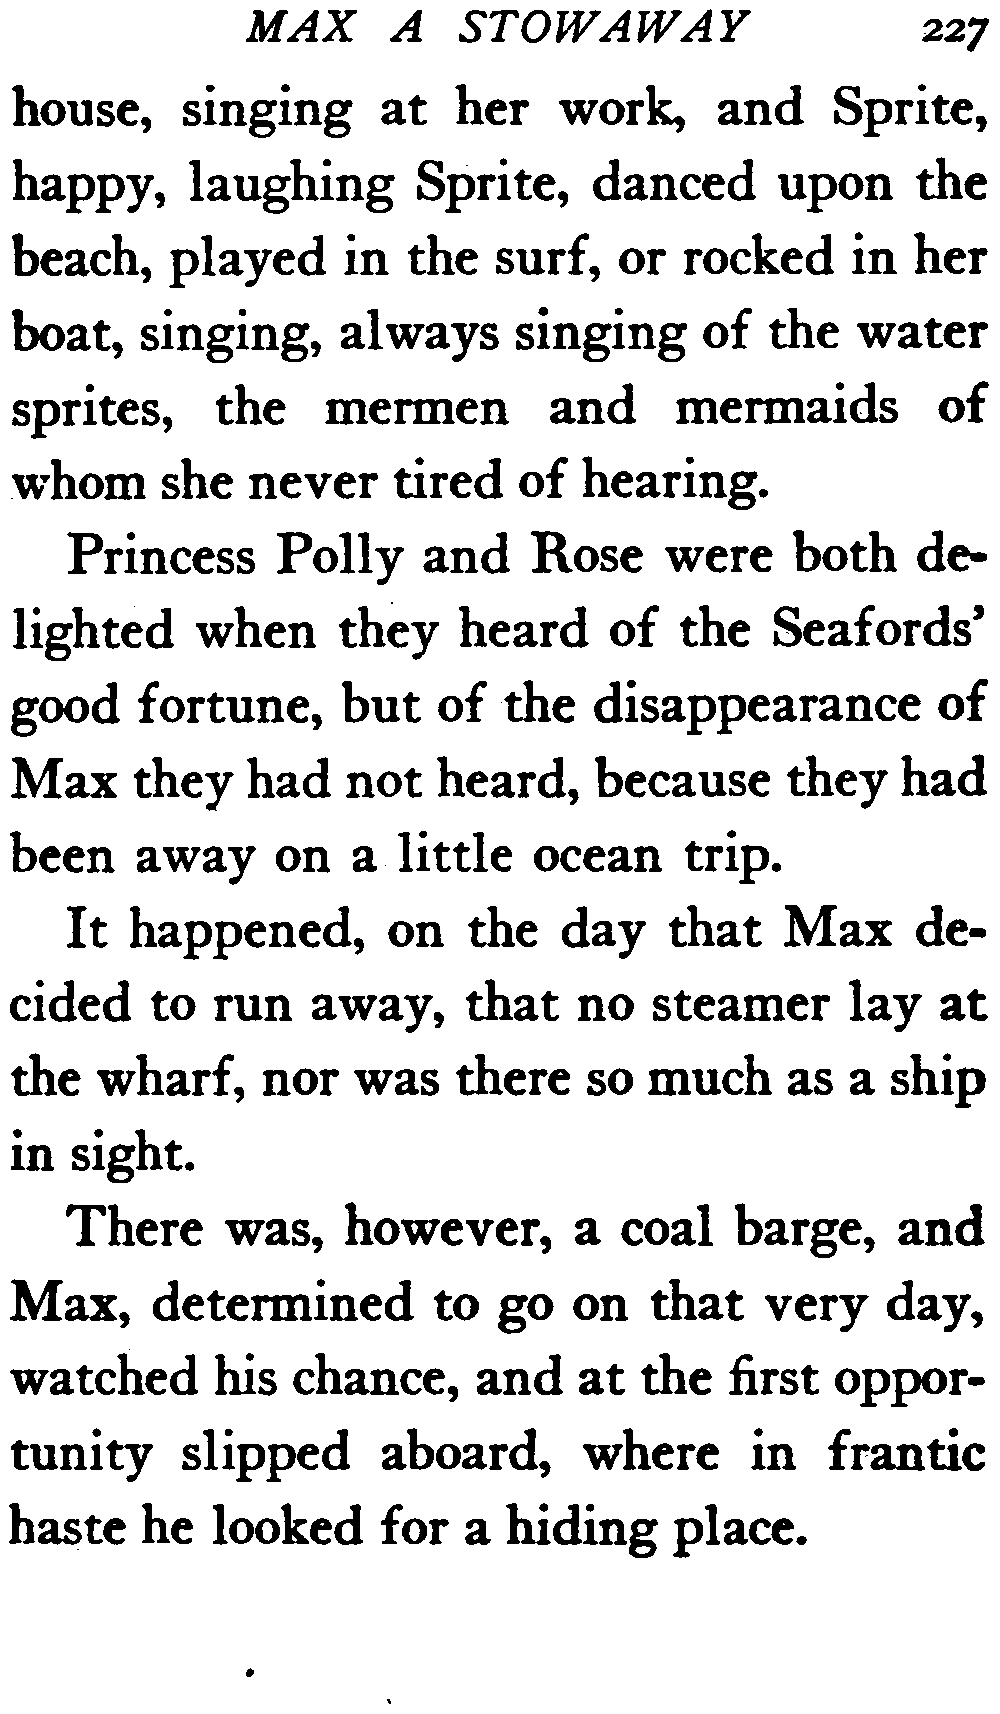 MAX A STOWAWAY 227
house, singing at her work, and Sprite,
happy, laughing Sprite, danced upon the
beach, played in the surf, or rocked in her
boat, singing, always singing of the water
sprites, the mermen and mermaids of
whom she never tired of hearing.
Princess Polly and Rose were both de-
lighted when they heard of the Seafords'
good fortune, but of the disappearance of
Max they had not heard, because they had
been away on a little ocean trip.
It happened, on the day that Max de-
cided to run away, that no steamer lay at
the wharf, nor was there so much as a ship
in sight.
There was, however, a coal barge, and
Max, determined to go on that very day,
watched his chance, and at the first oppor-
tunity slipped aboard, where in frantic
haste he looked for a hiding place.